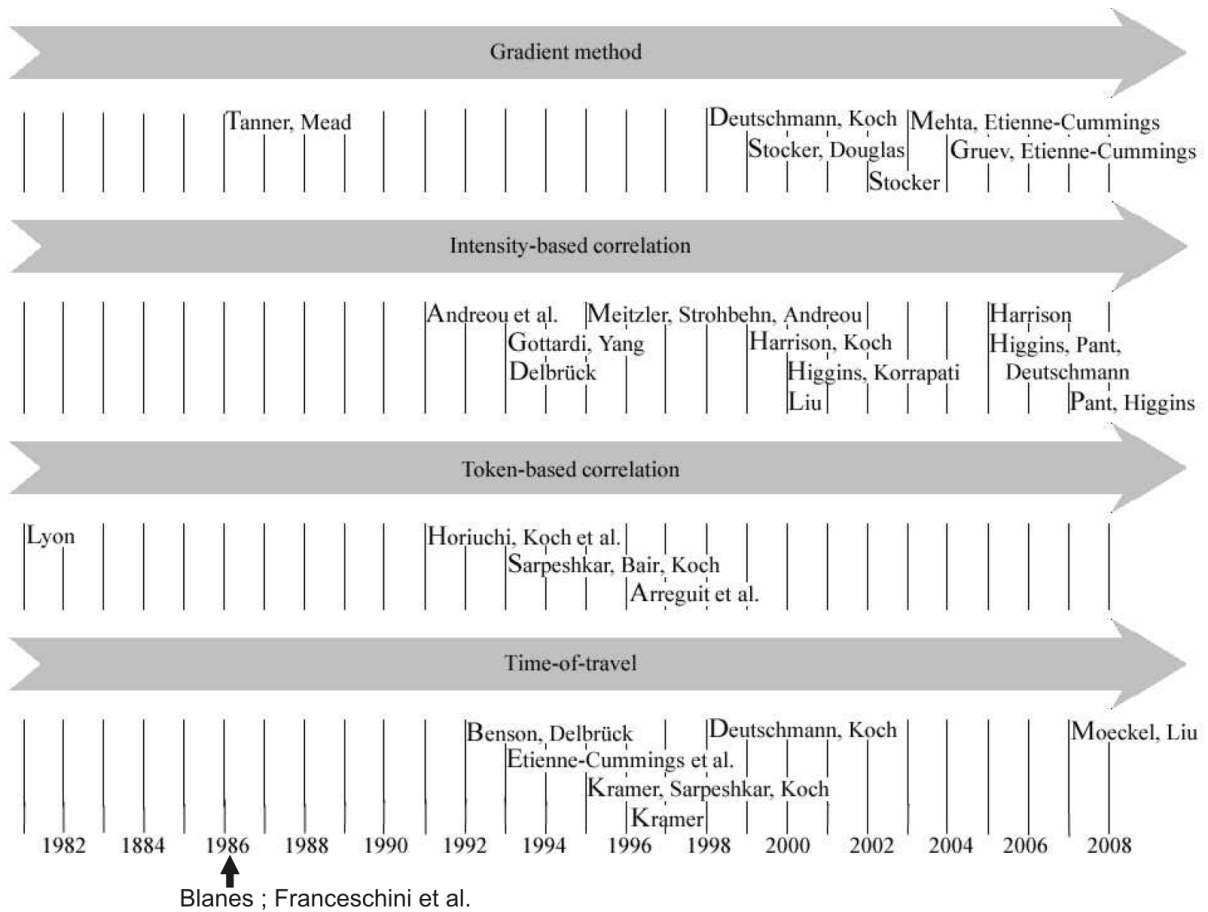 Gradient method
Tanner, Mead
Deutschmann, Koch
Mehta, Etienne-Cummings
Stocker, Douglas
Gruev, Etienne-Cummings
Stocker
Intensity-based correlation
Andreou et al.
Meitzler, Strohbehn, Andreou
Harrison
Gottardi, Yang
Harrison, Koch
Higgins, Pant,
Delbrück
Higgins, Korrapati
Deutschmann
Liu
Pant, Higgins
Token-based correlation
Lyon
Horiuchi, Koch et al.
Sarpeshkar, Bair, Koch
Arreguit et al.
Time-of-travel
Benson, Delbrück
Deutschmann, Koch
Moeckel, Liu
Etienne-Cummings et al.
Kramer, Sarpeshkar, Koch
Kramer
1982 1884 1986 1988 1990 1992 1994 1996 1998 2000 2002 2004 2006 2008
Blanes ; Franceschini et al.